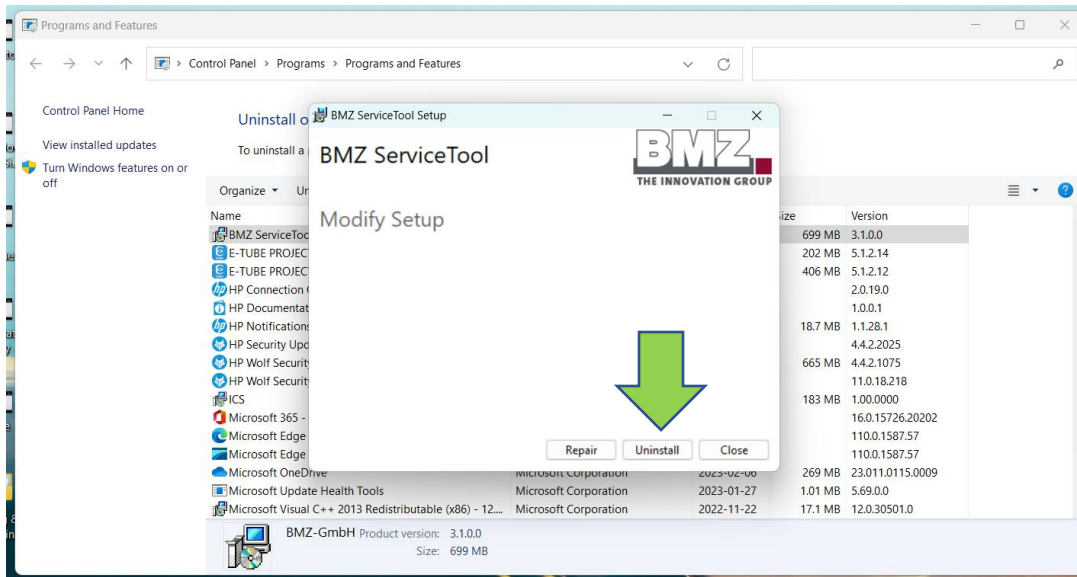 Programs and Features
Control Panel > Programs > Programs and Features
Control Panel Home
View installed updates
Turn Windows features on or
off
Uninstall o
To uninstall a
Organize
BMZ ServiceTool Setup
BMZ ServiceTool
BMZ
THE INNOVATION GROUP
Modify Setup
Repair Uninstall Close
Name ize Version
BMZ ServiceToo 699 MB 3.1.0.0
E-TUBE PROJEC 202 MB 5.1.2.14
E-TUBE PROJEC 406 MB 5.1.2.12
HP Connection 2.0.19.0
HP Documentat 1.0.0.1
HP Notifications 18.7 MB 1.1.28.1
HP Security Upd 4.4.2.2025
HP Wolf Securit 665 MB 4.4.2.1075
HP Wolf Securit 11.0.18.218
ICS 183 MB 1.00.0000
Microsoft 365 - 16.0.15726.20202
Microsoft Edge 110.0.1587.57
Microsoft Edge 110.0.1587.57
Microsoft OneDrive Microsoft Corporation 2023-02-06 269 MB 23.011.0115.0009
Microsoft Update Health Tools Microsoft Corporation 2023-01-27 1.01 MB 5.69.0.0
Microsoft Visual C++ 2013 Redistributable (x86) - 12.... Microsoft Corporation 2022-11-22 17.1 MB 12.0.30501.0
BMZ-GmbH Product version: 3.1.0.0
Size: 699 MB